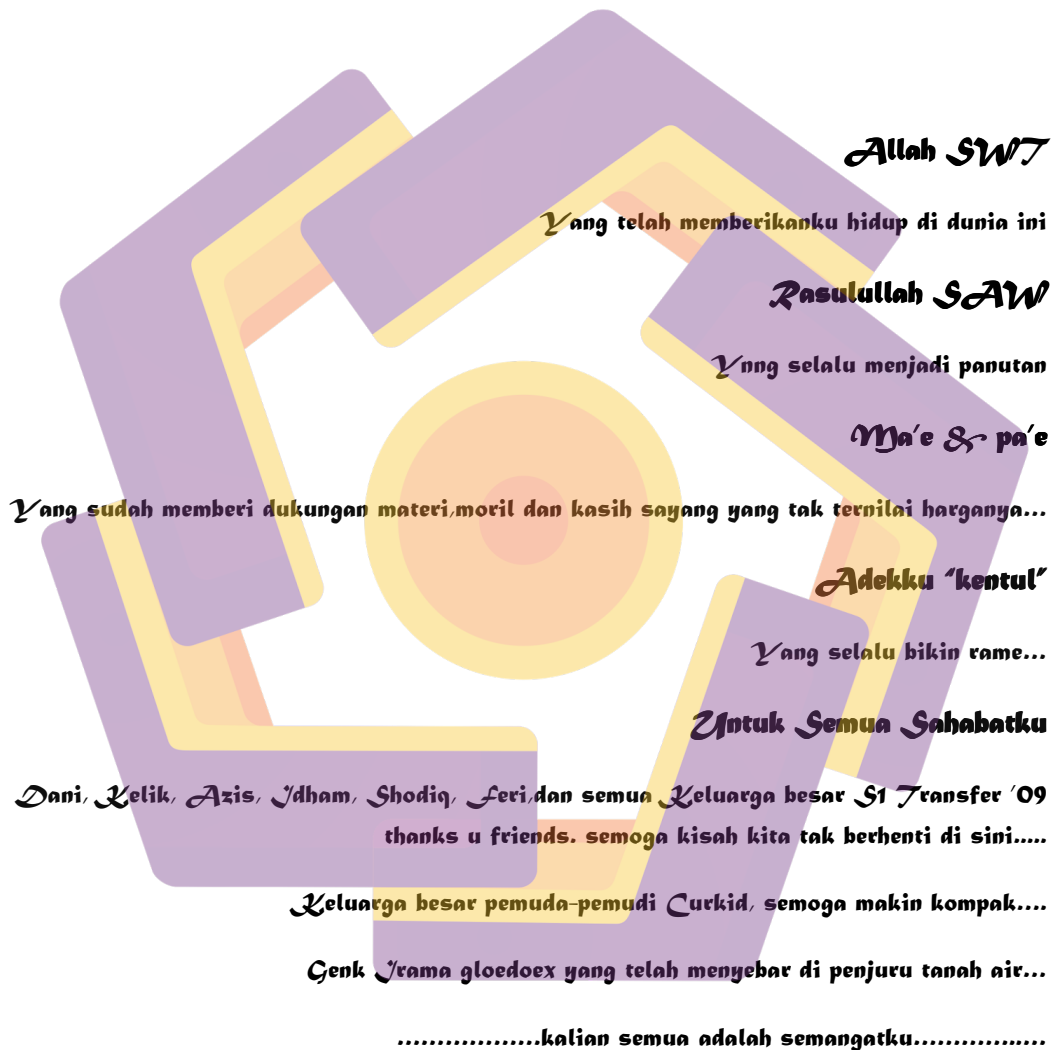 Allah SWT
Yang telah memberikanku hidup di dunia ini
Rasulullah SAW
Ynng selalu menjadi panutan
Ma'e & pa'e
Yang sudah memberi dukungan materi,moril dan kasih sayang yang tak ternilai harganya...
Adekku "kentul"
Yang selalu bikin rame...
Untuk Semua Sahabatku
Dani, Kelik, Azis, Idham, Shodiq, Feri,dan semua Keluarga besar S1 Transfer '09
thanks u friends. semoga kisah kita tak berhenti di sini.....
Keluarga besar pemuda-pemudi Curkid, semoga makin kompak....
Genk Irama gloedoex yang telah menyebar di penjuru tanah air...
.................kalian semua adalah semangatku................